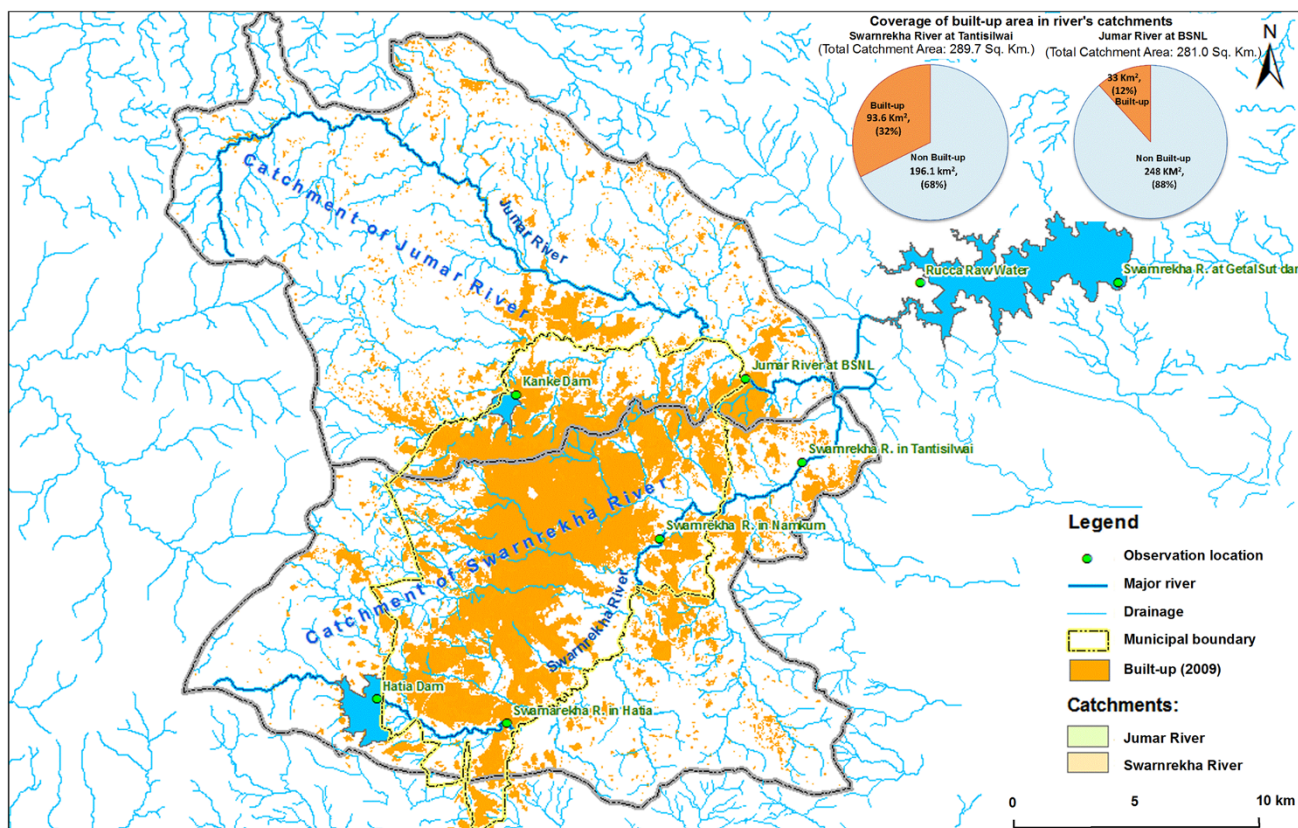 Coverage of built-up area in river's catchments
Swarnrekha River at Tantisilwai
(Total Catchment Area: 289.7 Sq. Km.)
Jumar River at BSNL
(Total Catchment Area: 281.0 Sq. Km.)
N
Built-up
93.6 Km², 
(32%)
Non Built-up
196.1 km²,
(68%)
33 Km²,
(12%)
Built-up
Non Built-up
248 KM²,
(88%)
Catchment of Jumar River
Jumar River
Rucca Raw Water
Swarnrekha R. at Getal Sut dar
Kanke Dam
Jumar River at BSNL
Swarnrekha R. in Tantisilwai
Swarnrekha R. in Namkum
Catchment of Swarnrekha River
Swarnrekha River
Hatia Dam
Swarnarekha R. in Hatia
Legend
Observation location
Major river
Drainage
Municipal boundary
Built-up (2009)
Catchments:
Jumar River
Swarnrekha River
0 5 10 km